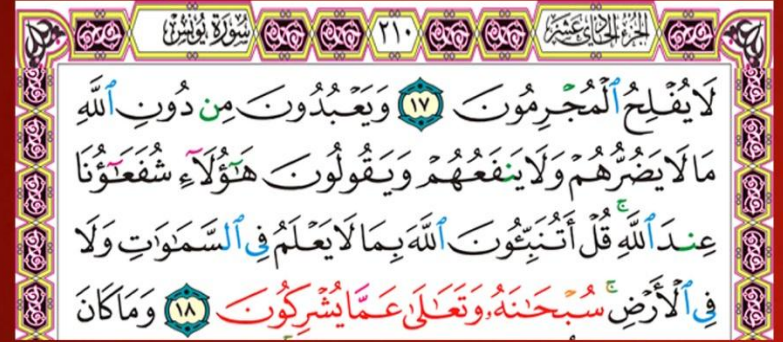 الجزء الحادي عشر ٢١٠ سورة يونس
لَا يُفْلِحُ ٱلْمُجْرِمُونَ ١٧ وَيَعْبُدُونَ مِن دُونِ ٱللَّهِ
مَا لَا يَضُرُّهُمْ وَلَا يَنفَعُهُمْ وَيَقُولُونَ هَٰٓؤُلَآءِ شُفَعَٰٓؤُنَا
عِندَ ٱللَّهِۚ قُلْ أَتُنَبِّـُٔونَ ٱللَّهَ بِمَا لَا يَعْلَمُ فِى ٱلسَّمَٰوَٰتِ وَلَا
فِى ٱلْأَرْضِۚ سُبْحَٰنَهُۥ وَتَعَٰلَىٰ عَمَّا يُشْرِكُونَ ١٨ وَمَا كَانَ